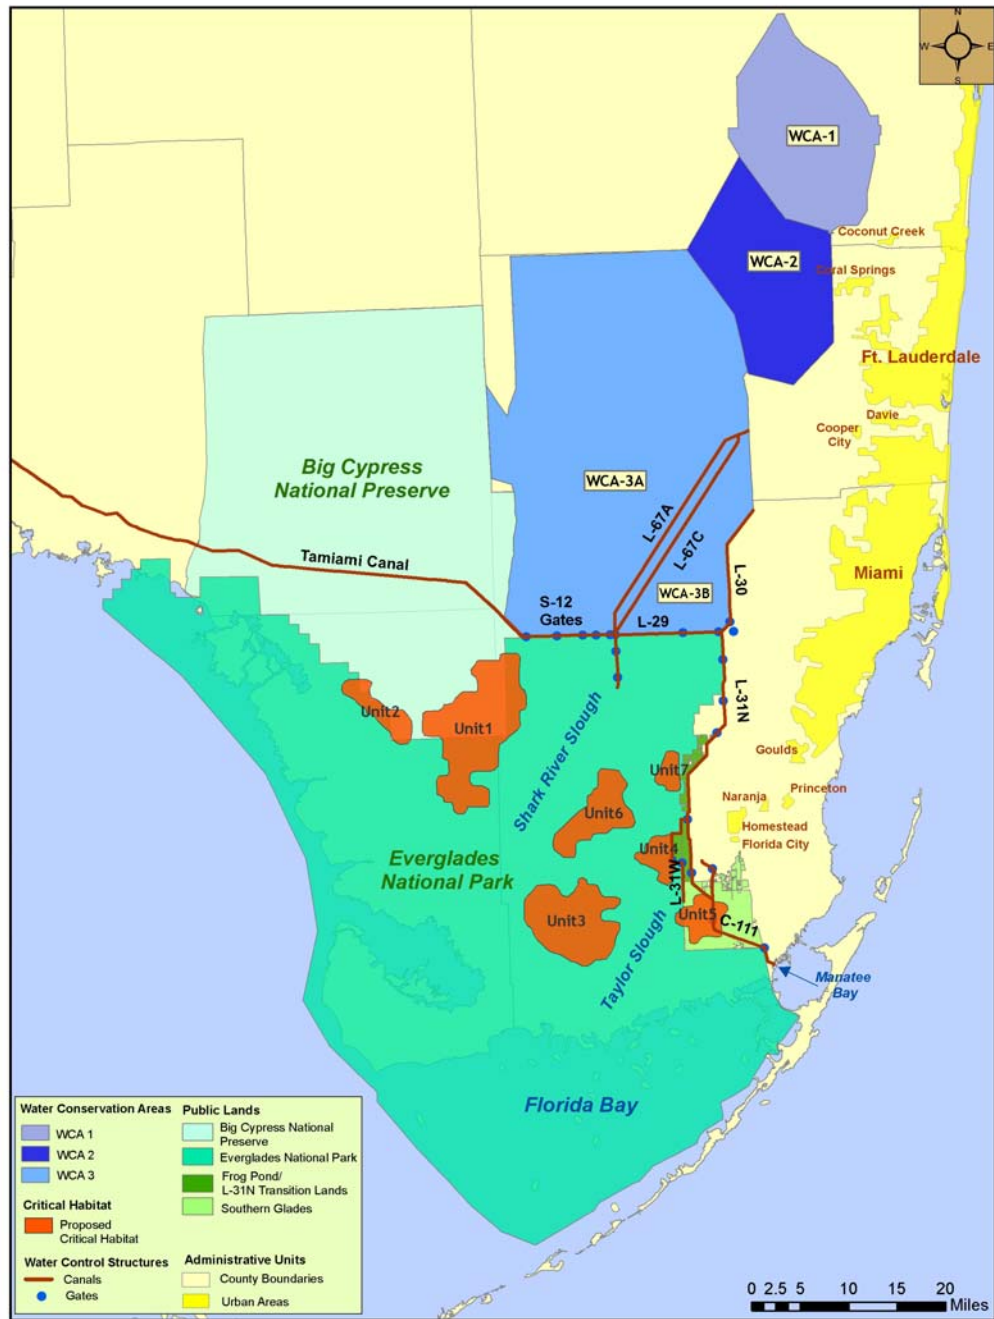 N
W E
S
WCA-1
Coconut Creek
WCA-2
Coral Springs
Ft. Lauderdale
Davie
Cooper
City
Big Cypress
National Preserve
WCA-3A
L-67A
L-67C
Tamiami Canal
Miami
L-30
WCA-3B
S-12
Gates
L-29
L-31N
Unit2
Unit1
Shark River Slough
Goulds
Unit7
Naranja
Princeton
Unit6
Homestead
Florida City
Unit4
Everglades
National Park
L-31W
Unit3
Unit5
C-111
Taylor Slough
Manatee
Bay
Florida Bay
Water Conservation Areas
WCA 1
WCA 2
WCA 3
Critical Habitat
Proposed
Critical Habitat
Water Control Structures
Canals
Gates
Public Lands
Big Cypress National
Preserve
Everglades National Park
Frog Pond/
L-31N Transition Lands
Southern Glades
Administrative Units
County Boundaries
Urban Areas
0 2.5 5 10 15 20
Miles